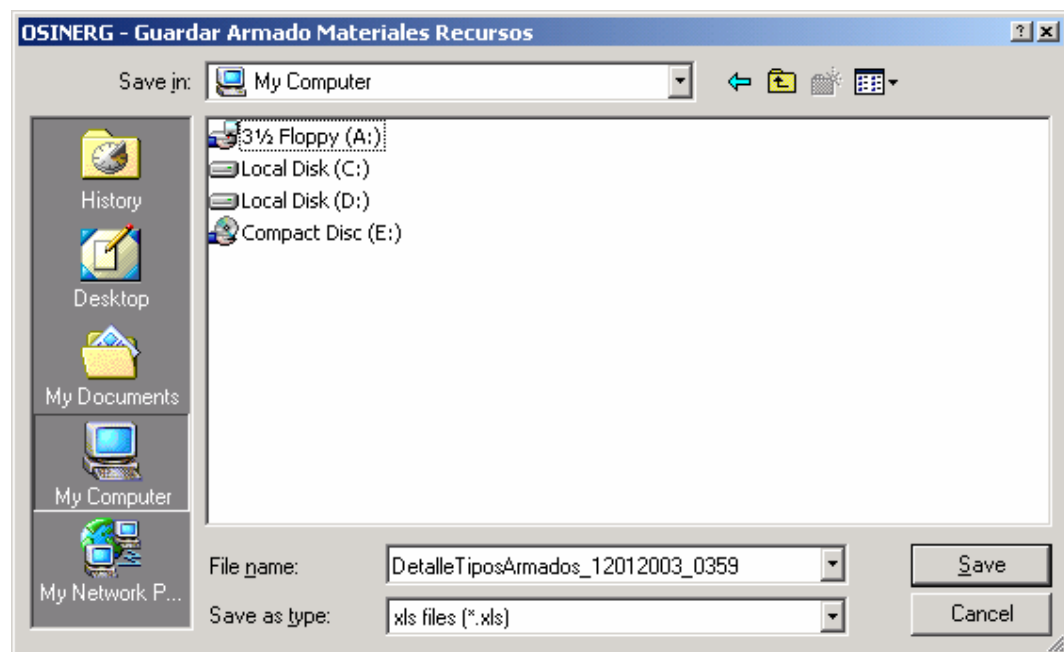 OSINERG - Guardar Armado Materiales Recursos
Save in: My Computer
3½ Floppy (A:)
Local Disk (C:)
Local Disk (D:)
Compact Disc (E:)
History
Desktop
My Documents
My Computer
My Network P...
File name: DetalleTiposArmados_12012003_0359 Save
Save as type: xls files (*.xls) Cancel